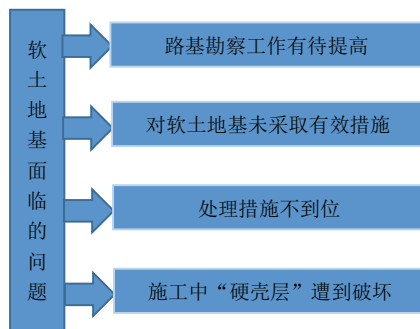 软土地基面临的问题
路基勘察工作有待提高
对软土地基未采取有效措施
处理措施不到位
施工中“硬壳层”遭到破坏